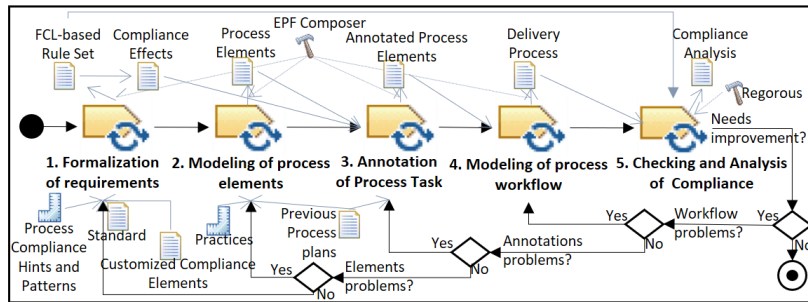 FCL-based
Rule Set
Compliance
Effects
Process
Elements
EPF Composer
Annotated Process
Elements
Delivery
Process
Compliance
Analysis
Regorous
Needs
improvement?
1. Formalization
of requirements
2. Modeling of process
elements
3. Annotation
of Process Task
4. Modeling of process
workflow
5. Checking and Analysis
of Compliance
Process
Compliance
Hints and
Patterns
Standard
Customized Compliance
Elements
Practices
Previous
Process
plans
Yes
No
Elements
problems?
Yes
No
Annotations
problems?
Yes
No
Workflow
problems?
Yes
No